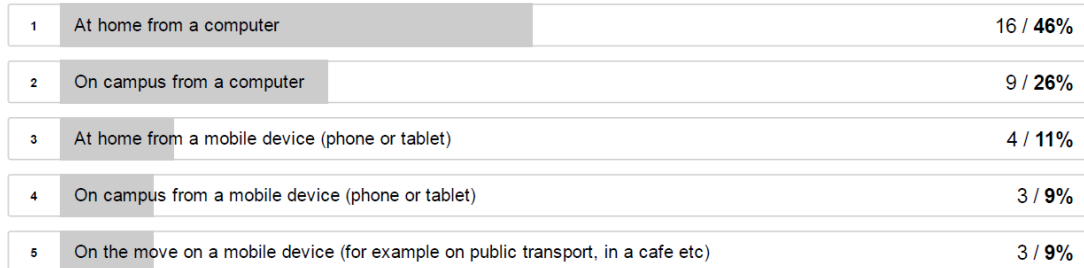 1 At home from a computer 16 / 46%
2 On campus from a computer 9 / 26%
3 At home from a mobile device (phone or tablet) 4 / 11%
4 On campus from a mobile device (phone or tablet) 3 / 9%
5 On the move on a mobile device (for example on public transport, in a cafe etc) 3 / 9%